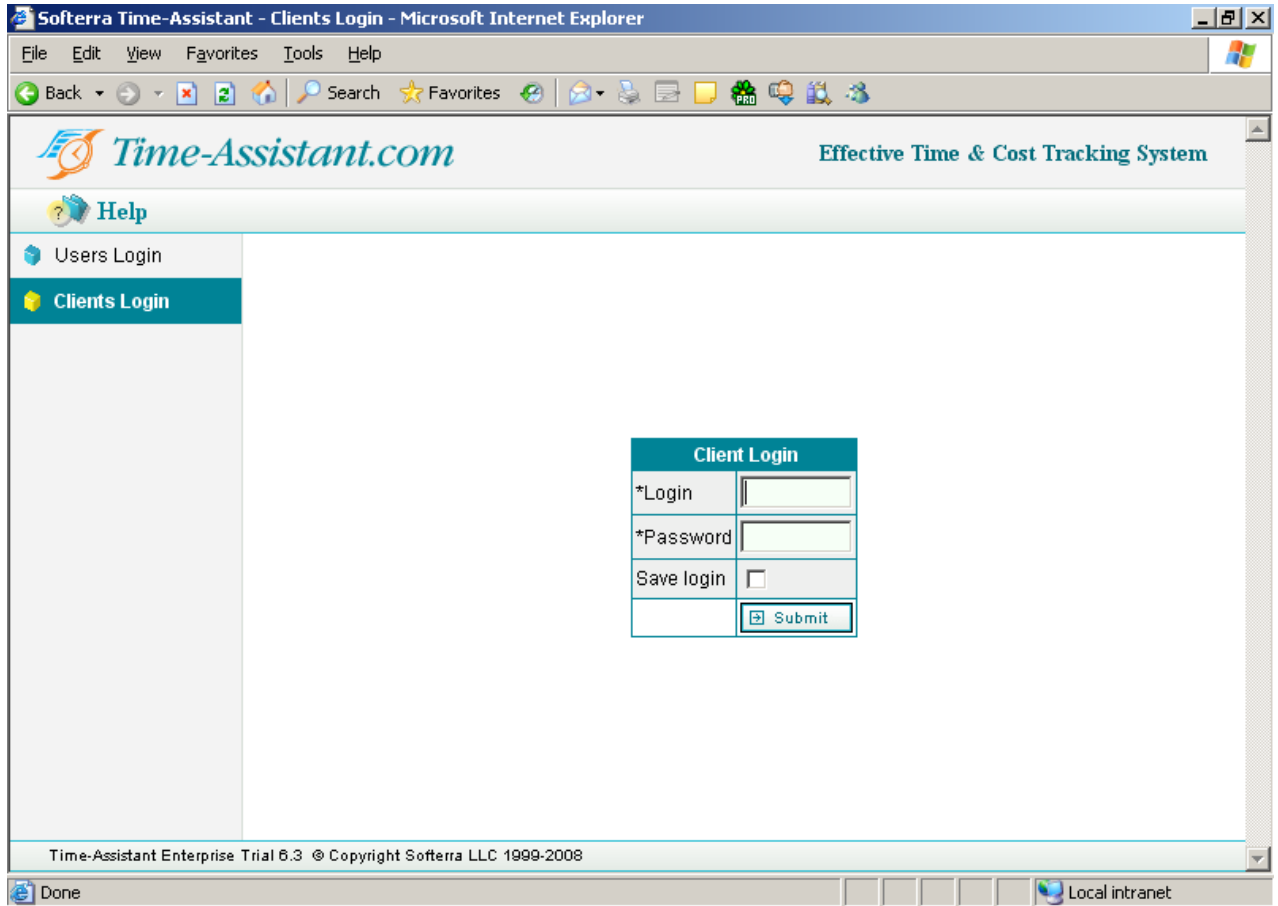 Softerra Time-Assistant - Clients Login - Microsoft Internet Explorer
File Edit View Favorites Tools Help
Back Search Favorites PRO
Time-Assistant.com Effective Time & Cost Tracking System
? Help
Users Login
Clients Login
Client Login
*Login
*Password
Save login
Submit
Time-Assistant Enterprise Trial 6.3 © Copyright Softerra LLC 1999-2008
Done Local intranet